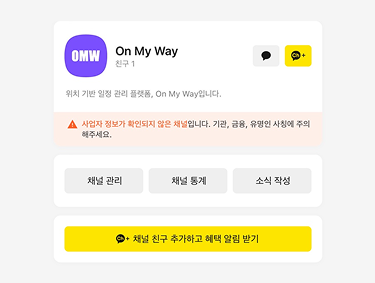 OMW
On My Way
친구 1
Ch+
위치 기반 일정 관리 플랫폼, On My Way입니다.
사업자 정보가 확인되지 않은 채널입니다. 기관, 금융, 유명인 사칭에 주의
해주세요.
채널 관리
채널 통계
소식 작성
Ch+ 채널 친구 추가하고 혜택 알림 받기